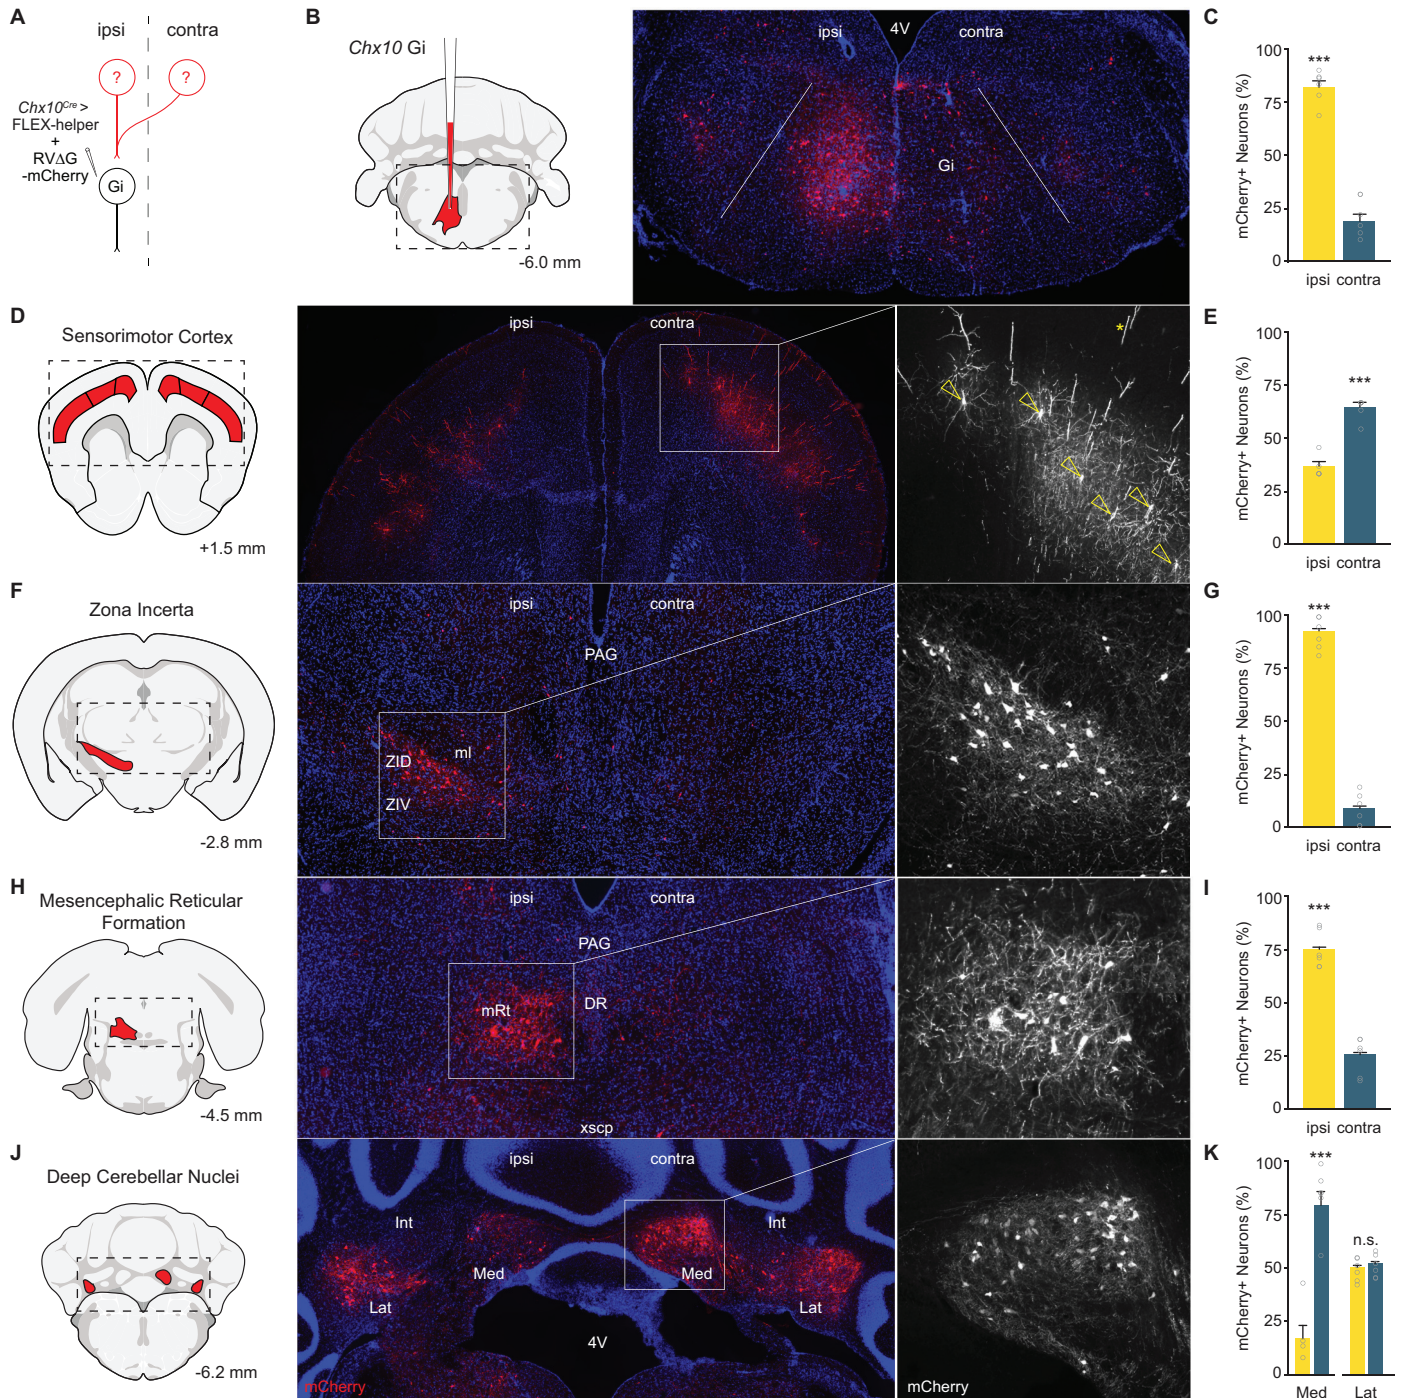 A
ipsi
contra
?
?
Chx10Cre >
FLEX-helper
+
RVΔG
-mCherry
Gi
B
Chx10 Gi
-6.0 mm
ipsi
4V
contra
Gi
C
mCherry+ Neurons (%)
100
75
50
25
0
***
ipsi contra
D
Sensorimotor Cortex
+1.5 mm
ipsi
contra
*
E
mCherry+ Neurons (%)
100
75
50
25
0
***
ipsi contra
F
Zona Incerta
-2.8 mm
ipsi
contra
PAG
ml
ZID
ZIV
G
mCherry+ Neurons (%)
100
75
50
25
0
***
ipsi contra
H
Mesencephalic Reticular
Formation
-4.5 mm
ipsi
contra
PAG
DR
mRt
xscp
I
mCherry+ Neurons (%)
100
75
50
25
0
***
ipsi contra
J
Deep Cerebellar Nuclei
-6.2 mm
ipsi
contra
Int
Int
Med
Med
Lat
Lat
4V
mCherry
mCherry
K
mCherry+ Neurons (%)
100
75
50
25
0
***
n.s.
Med Lat